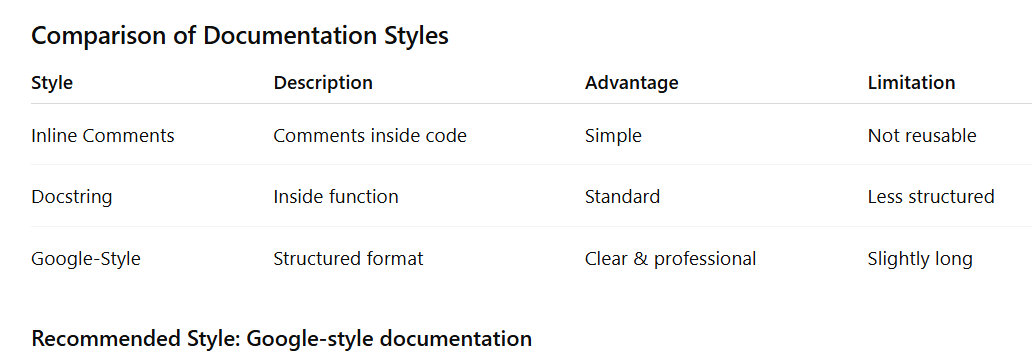 Comparison of Documentation Styles
Style Description Advantage Limitation
Inline Comments Comments inside code Simple Not reusable
Docstring Inside function Standard Less structured
Google-Style Structured format Clear & professional Slightly long
Recommended Style: Google-style documentation